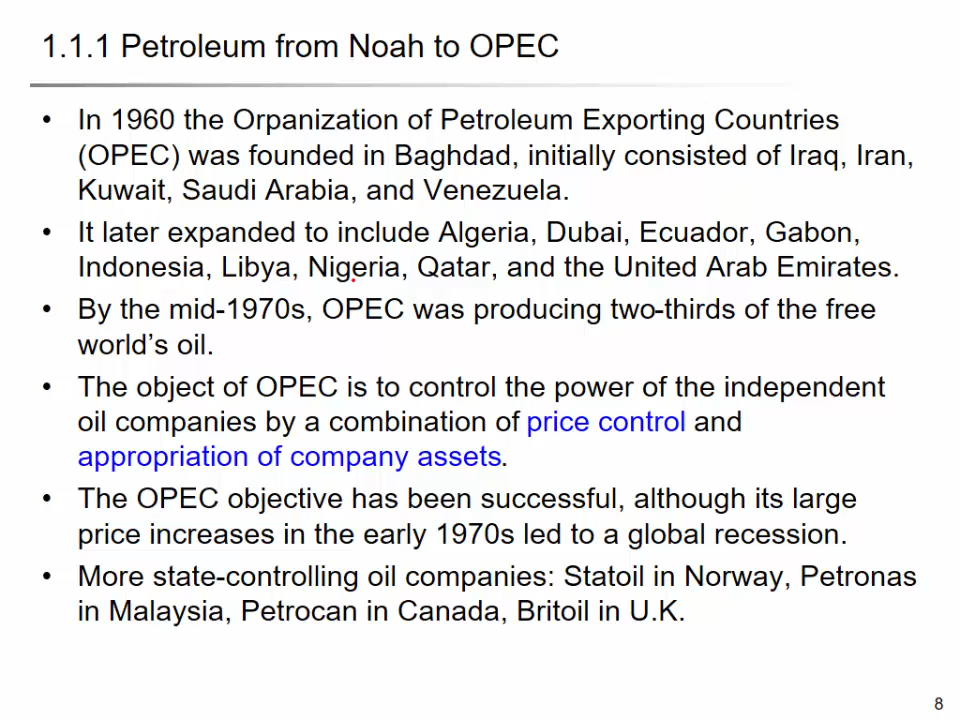 1.1.1 Petroleum from Noah to OPEC
• In 1960 the Orpanization of Petroleum Exporting Countries
(OPEC) was founded in Baghdad, initially consisted of Iraq, Iran,
Kuwait, Saudi Arabia, and Venezuela.
• It later expanded to include Algeria, Dubai, Ecuador, Gabon,
Indonesia, Libya, Nigeria, Qatar, and the United Arab Emirates.
• By the mid-1970s, OPEC was producing two-thirds of the free
world’s oil.
• The object of OPEC is to control the power of the independent
oil companies by a combination of price control and
appropriation of company assets.
• The OPEC objective has been successful, although its large
price increases in the early 1970s led to a global recession.
• More state-controlling oil companies: Statoil in Norway, Petronas
in Malaysia, Petrocan in Canada, Britoil in U.K.
8